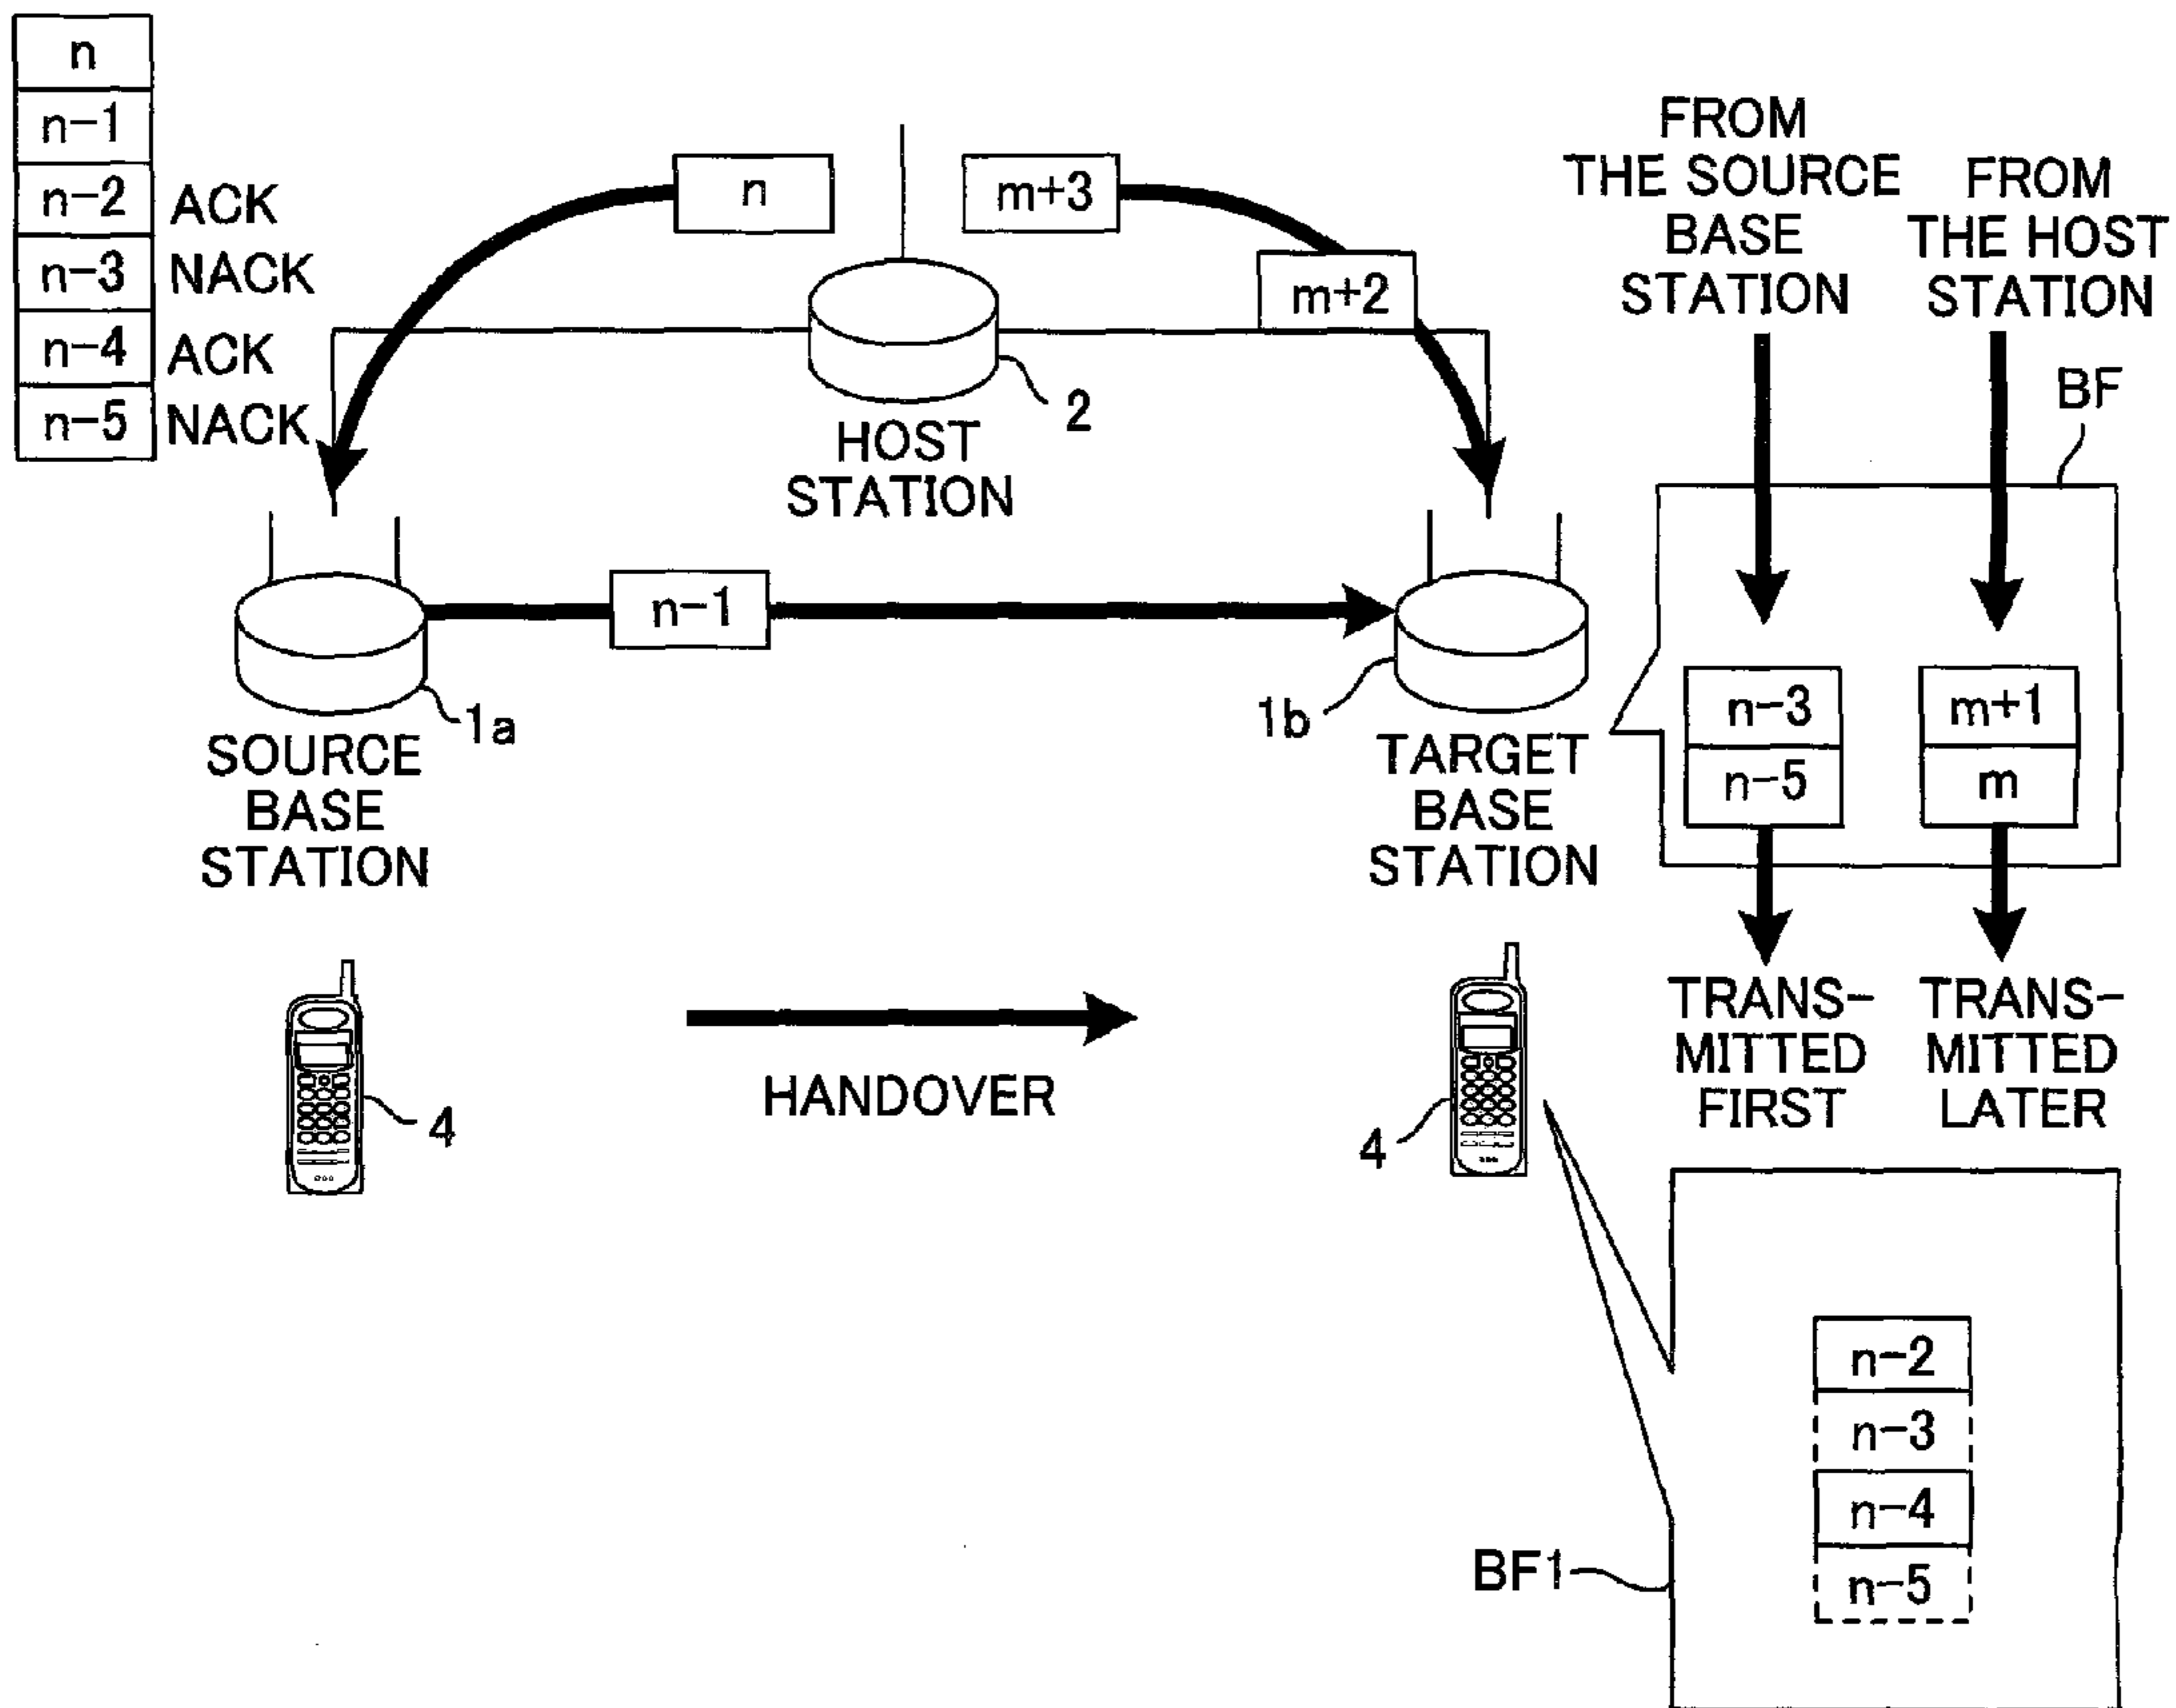 n
n-1
n-2 ACK
n-3 NACK
n-4 ACK
n-5 NACK
n
m+3
m+2
2
HOST
STATION
FROM
THE SOURCE
BASE
STATION
FROM
THE HOST
STATION
BF
n-1
1a
SOURCE
BASE
STATION
1b
TARGET
BASE
STATION
n-3
n-5
m+1
m
TRANS-
MITTED
FIRST
TRANS-
MITTED
LATER
4
HANDOVER
4
n-2
n-3
n-4
n-5
BF1